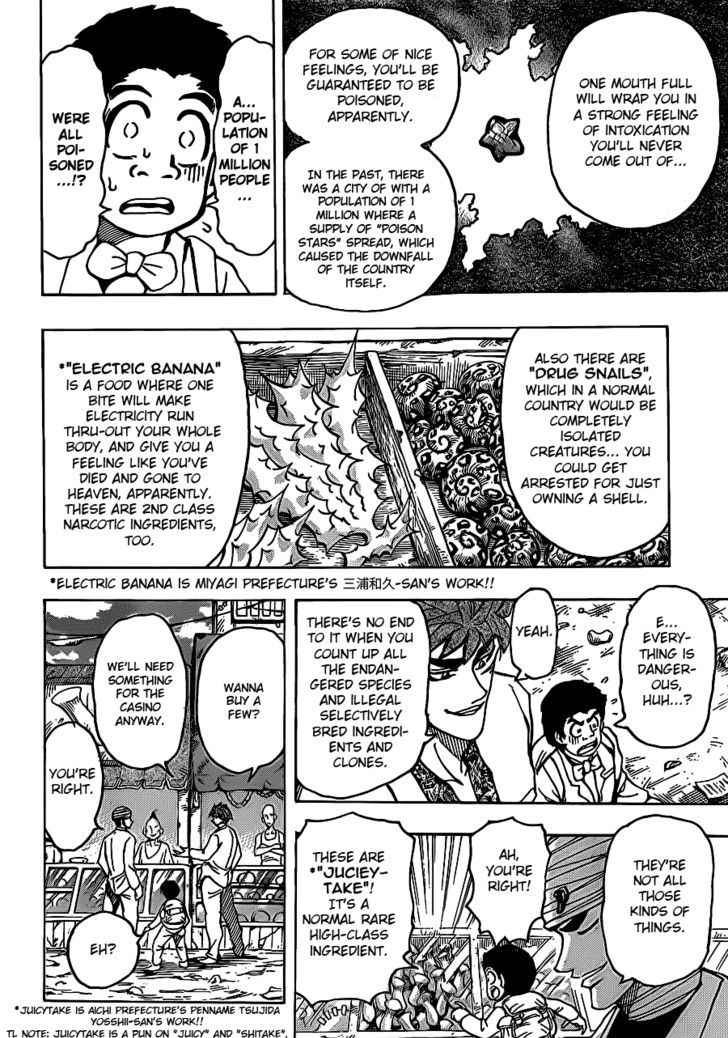 ONE MOUTH FULL
WILL WRAP YOU IN
A STRONG FEELING
OF INTOXICATION
YOU'LL NEVER
COME OUT OF...
FOR SOME OF NICE
FEELINGS, YOU'LL BE
GUARANTEED TO BE
POISONED,
APPARENTLY.
IN THE PAST, THERE
WAS A CITY OF WITH A
POPULATION OF 1
MILLION WHERE A
SUPPLY OF "POISON
STARS" SPREAD, WHICH
CAUSED THE DOWNFALL
OF THE COUNTRY
ITSELF.
A...
POPU-
LATION
OF 1
MILLION
PEOPLE
...
WERE
ALL
POI-
SONED
...!?
ALSO THERE ARE
"DRUG SNAILS",
WHICH IN A NORMAL
COUNTRY WOULD BE
COMPLETELY
ISOLATED
CREATURES... YOU
COULD GET
ARRESTED FOR JUST
OWNING A SHELL.
*"ELECTRIC BANANA"
IS A FOOD WHERE ONE
BITE WILL MAKE
ELECTRICITY RUN
THRU-OUT YOUR WHOLE
BODY, AND GIVE YOU A
FEELING LIKE YOU'VE
DIED AND GONE TO
HEAVEN, APPARENTLY.
THESE ARE 2ND CLASS
NARCOTIC INGREDIENTS,
TOO.
*ELECTRIC BANANA IS MIYAGI PREFECTURE'S 三浦和久-SAN'S WORK!!
E...
EVERY-
THING IS
DANGER-
OUS,
HUH...?
YEAH.
THERE'S NO END
TO IT WHEN YOU
COUNT UP ALL
THE ENDAN-
GERED SPECIES
AND ILLEGAL
SELECTIVELY
BRED INGREDI-
ENTS AND
CLONES.
THEY'RE
NOT ALL
THOSE
KINDS OF
THINGS.
AH,
YOU'RE
RIGHT!
THESE ARE
*"JUCIEY-
TAKE"!
IT'S A
NORMAL RARE
HIGH-CLASS
INGREDIENT.
WANNA
BUY A
FEW?
WE'LL NEED
SOMETHING
FOR THE
CASINO
ANYWAY.
YOU'RE
RIGHT.
EH?
*JUICYTAKE IS AICHI PREFECTURE'S PENNAME TSUJIDA
YOSSHII-SAN'S WORK!!
TL NOTE: JUICYTAKE IS A PUN ON "JUICY" AND "SHITAKE".